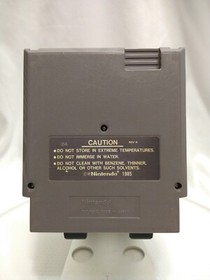 CAUTION
REV-A
•DO NOT STORE IN EXTREME TEMPERATURES.
•DO NOT IMMERSE IN WATER.
•DO NOT CLEAN WITH BENZENE, THINNER,
ALCOHOL OR OTHER SUCH SOLVENTS.
©Nintendo 1985